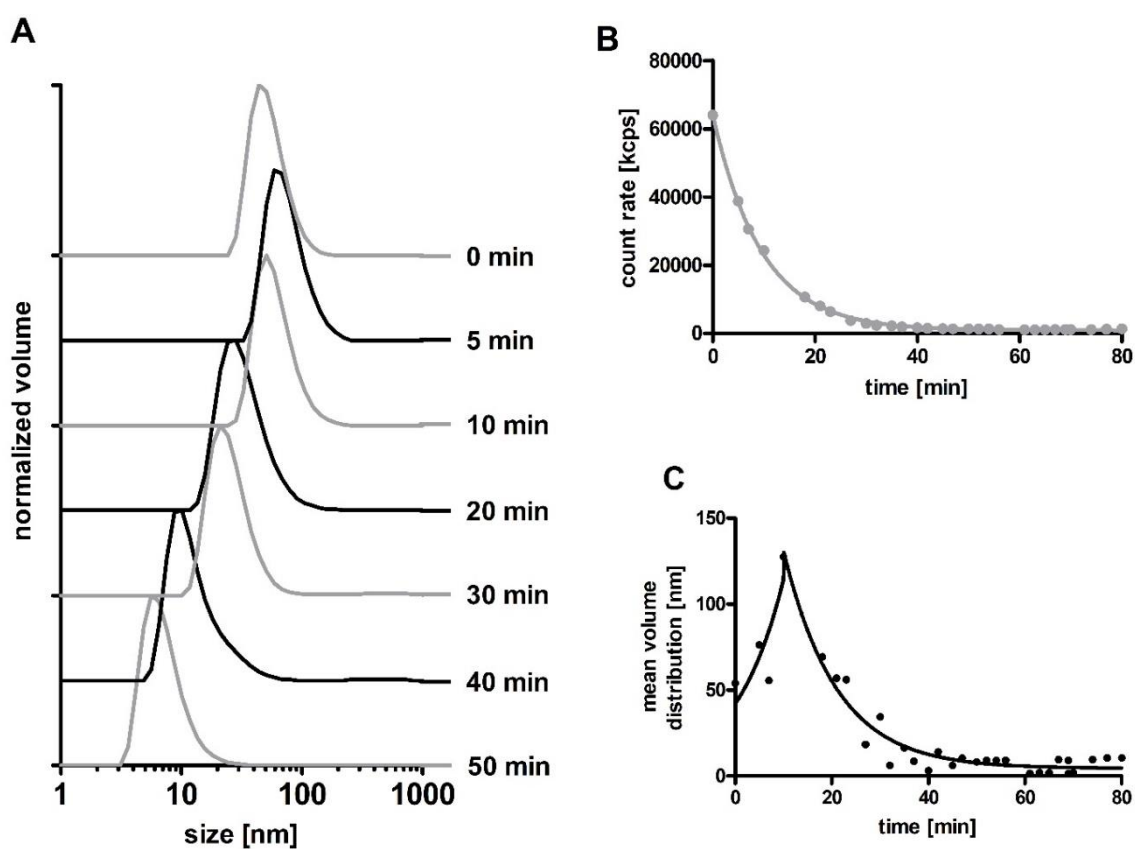 A
normalized volume
0 min
5 min
10 min
20 min
30 min
40 min
50 min
1 10 100 1000
size [nm]
B
count rate [kcps]
80000
60000
40000
20000
0
0 20 40 60 80
time [min]
C
mean volume
distribution [nm]
150
100
50
0
0 20 40 60 80
time [min]